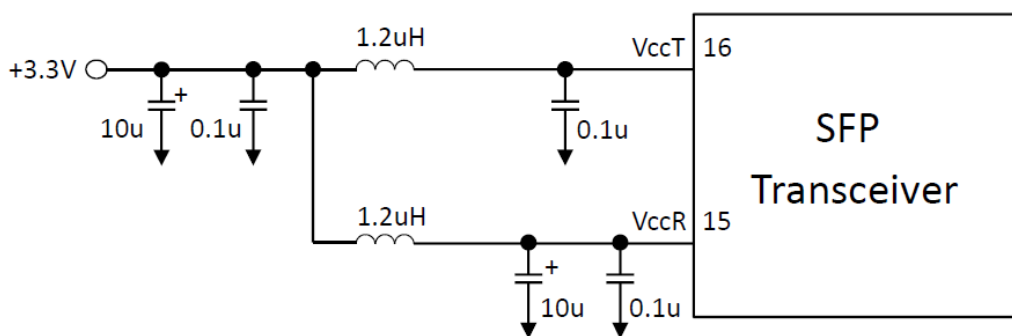 1.2uH
VccT
16
+3.3V
+
10u
0.1u
0.1u
SFP
Transceiver
1.2uH
VccR
15
+
10u
0.1u